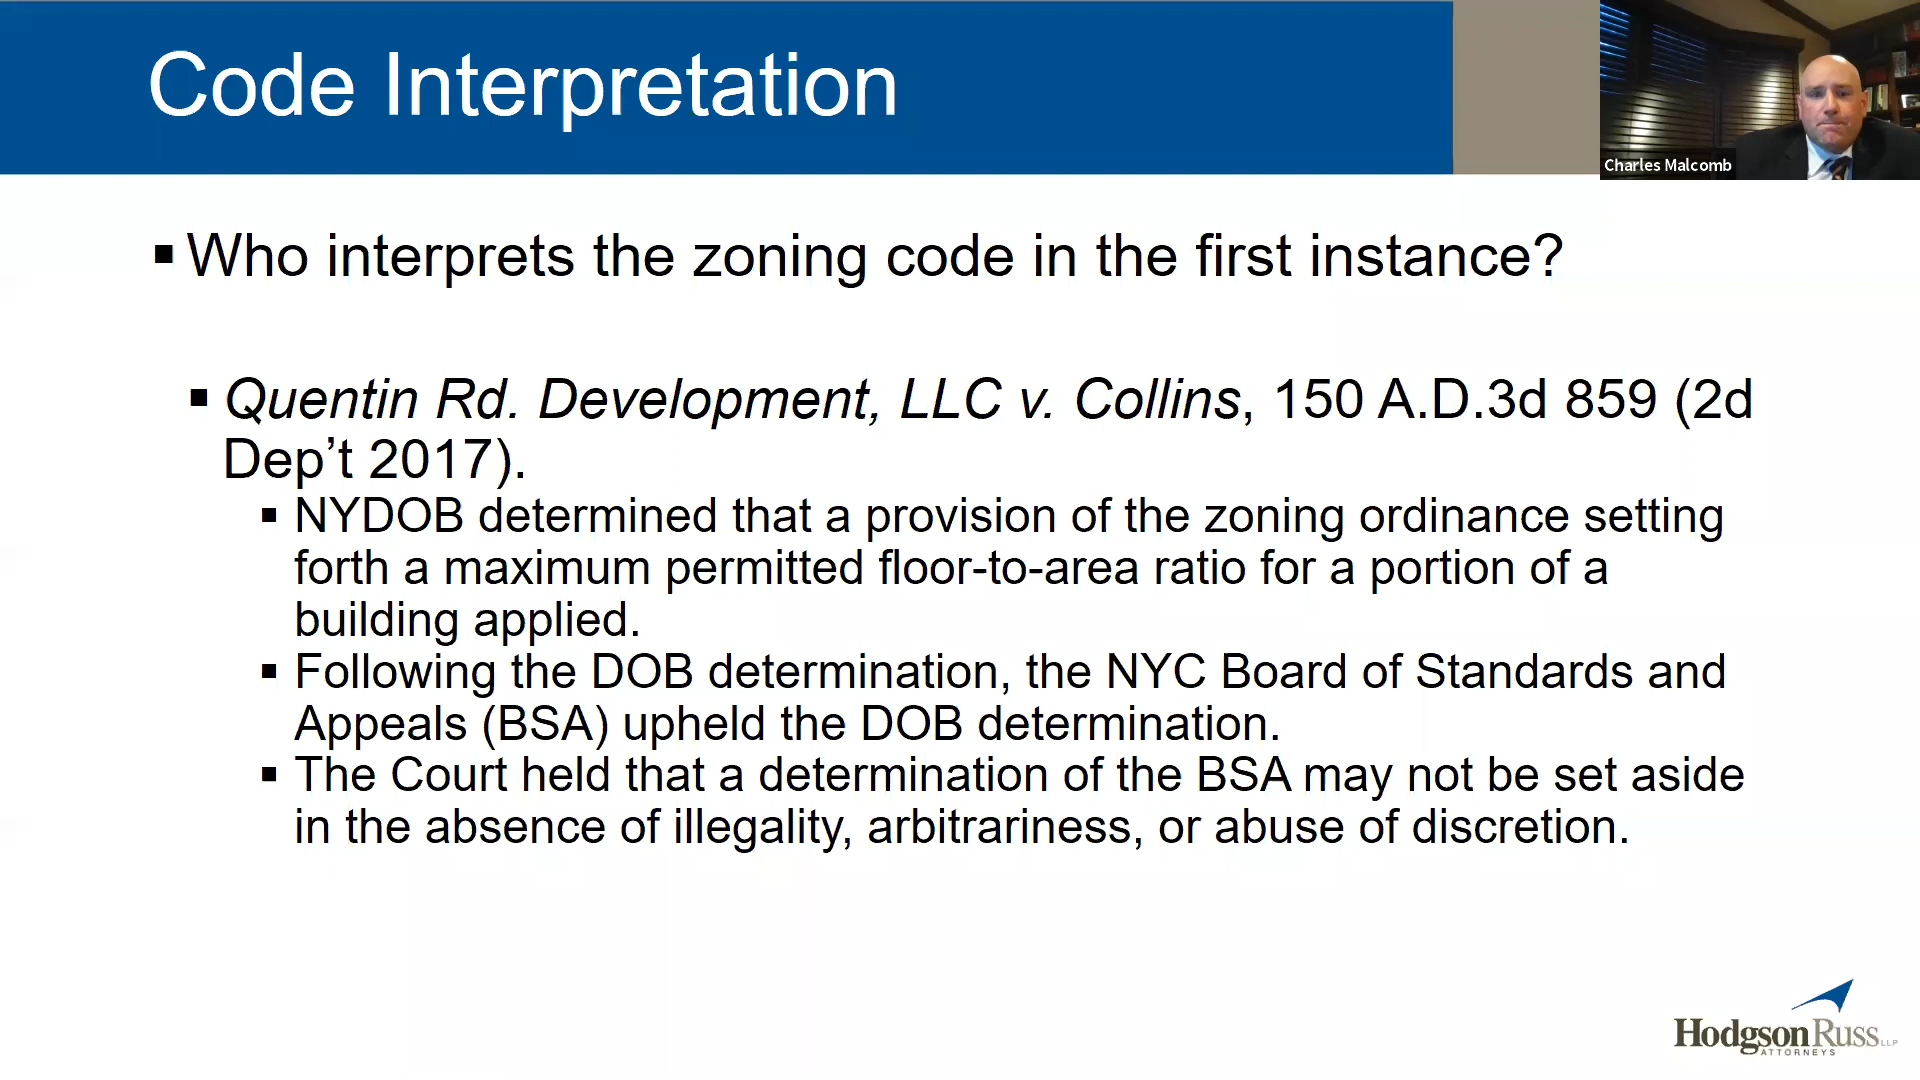 Code Interpretation
Charles Malcomb
▪ Who interprets the zoning code in the first instance?
▪ Quentin Rd. Development, LLC v. Collins, 150 A.D.3d 859 (2d
Dep’t 2017).
▪ NYDOB determined that a provision of the zoning ordinance setting
forth a maximum permitted floor-to-area ratio for a portion of a
building applied.
▪ Following the DOB determination, the NYC Board of Standards and
Appeals (BSA) upheld the DOB determination.
▪ The Court held that a determination of the BSA may not be set aside
in the absence of illegality, arbitrariness, or abuse of discretion.
HodgsonRuss LLP
ATTORNEYS